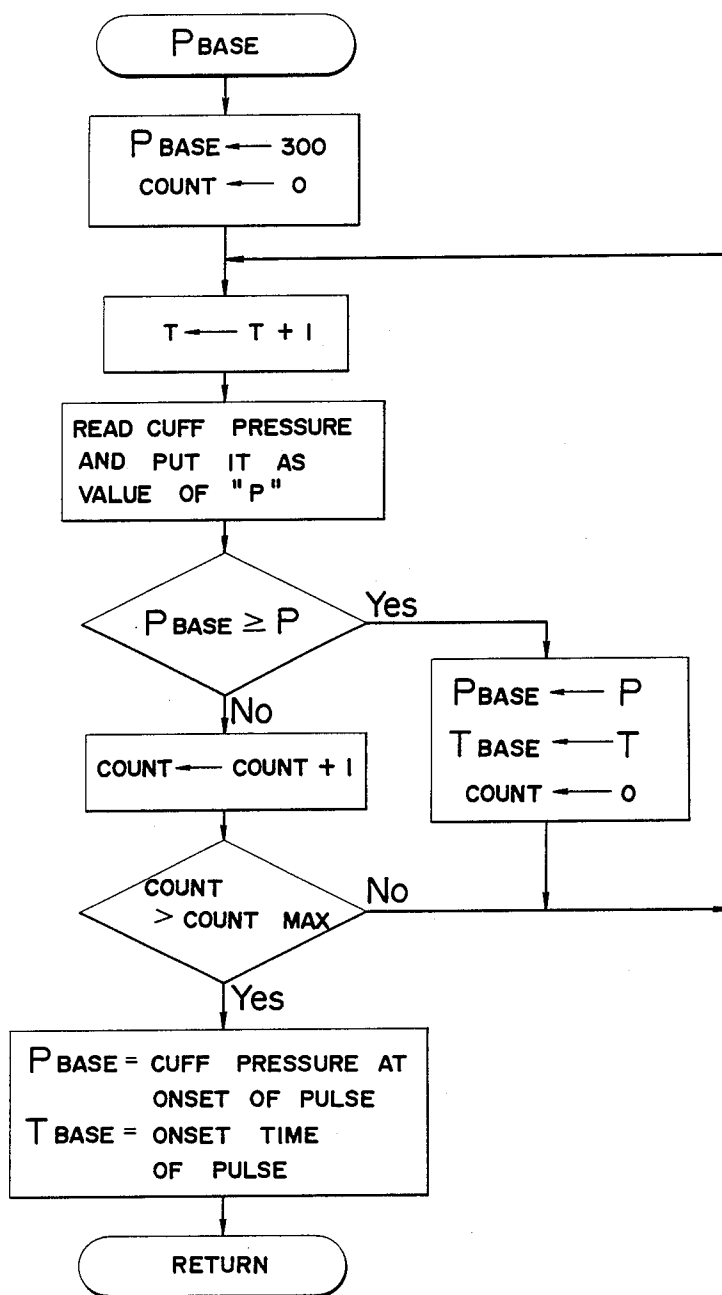 PBASE
PBASE ← 300
COUNT ← 0
T ← T + 1
READ CUFF PRESSURE
AND PUT IT AS
VALUE OF "P"
PBASE ≥ P
Yes
No
PBASE ← P
TBASE ← T
COUNT ← 0
COUNT ← COUNT + 1
COUNT
> COUNT MAX
No
Yes
PBASE = CUFF PRESSURE AT
ONSET OF PULSE
TBASE = ONSET TIME
OF PULSE
RETURN